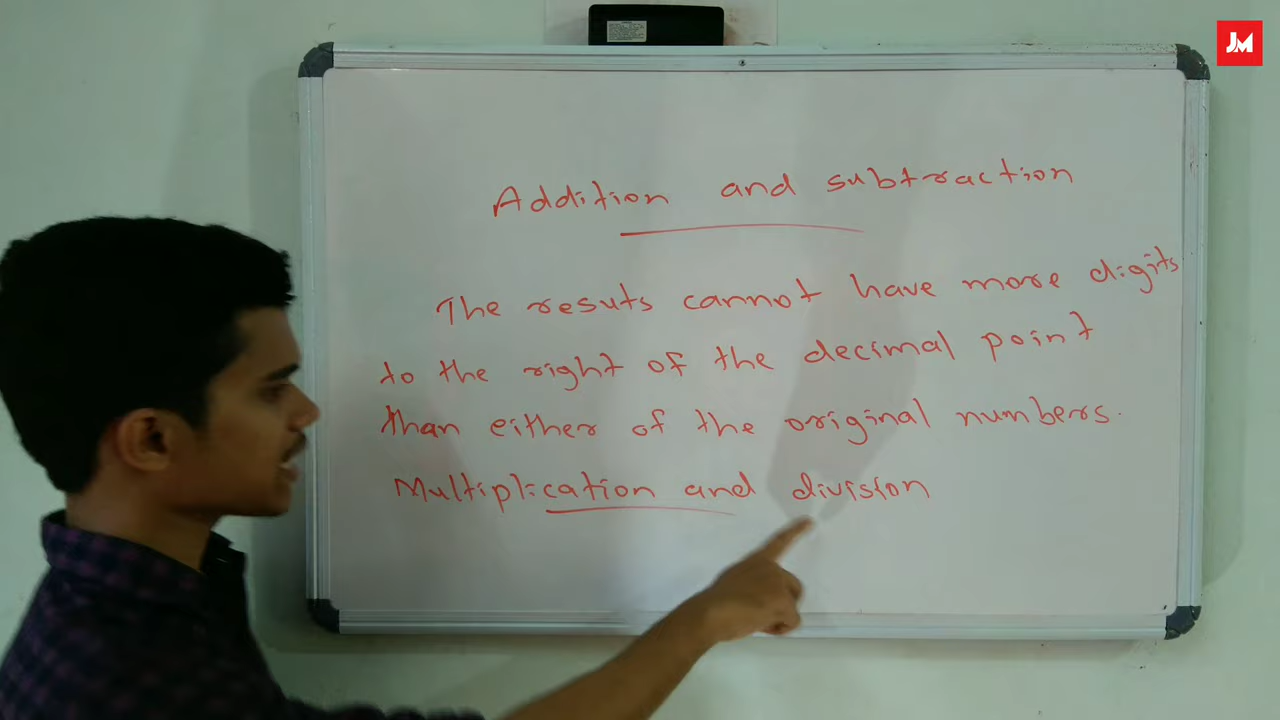 JM
Addition and subtraction
The resuts cannot have more digits
to the right of the decimal point
than either of the original numbers.
Multiplication and division